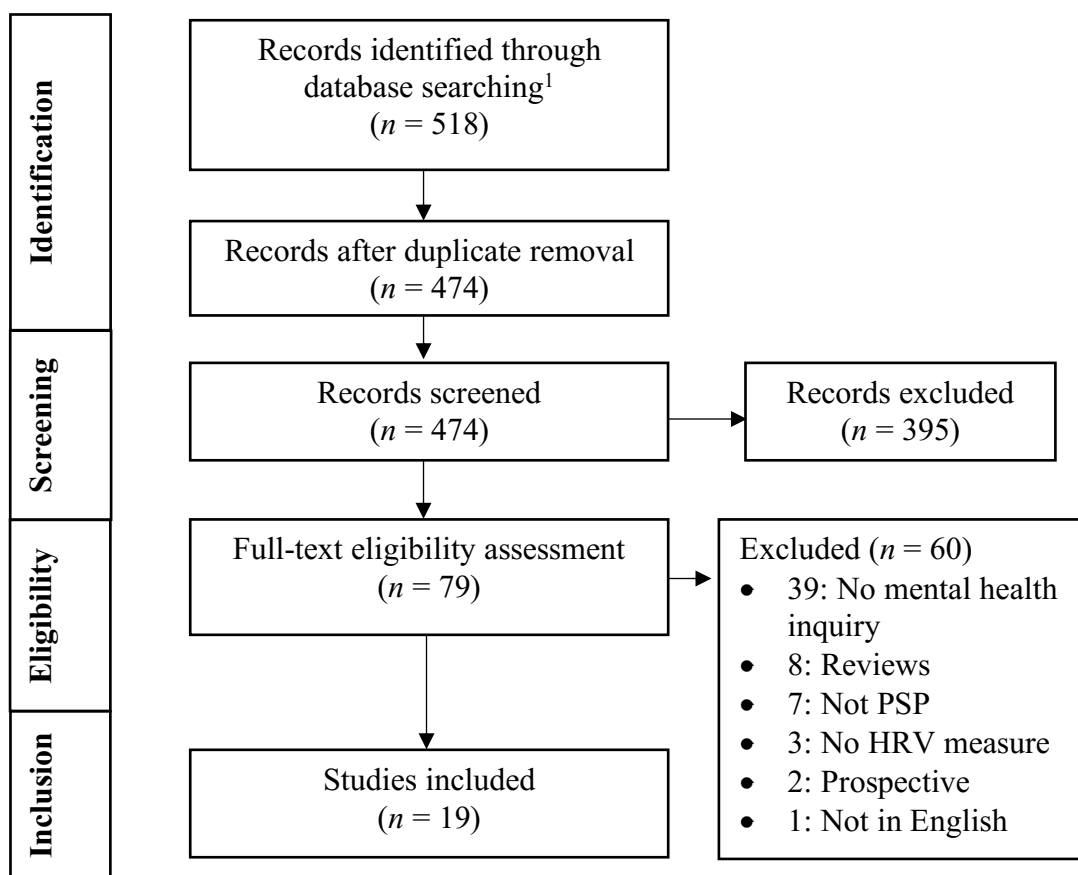 Identification
Records identified through
database searching¹
(n = 518)
Records after duplicate removal
(n = 474)
Screening
Records screened
(n = 474)
Records excluded
(n = 395)
Eligibility
Full-text eligibility assessment
(n = 79)
Excluded (n = 60)
• 39: No mental health
inquiry
• 8: Reviews
• 7: Not PSP
• 3: No HRV measure
• 2: Prospective
• 1: Not in English
Inclusion
Studies included
(n = 19)